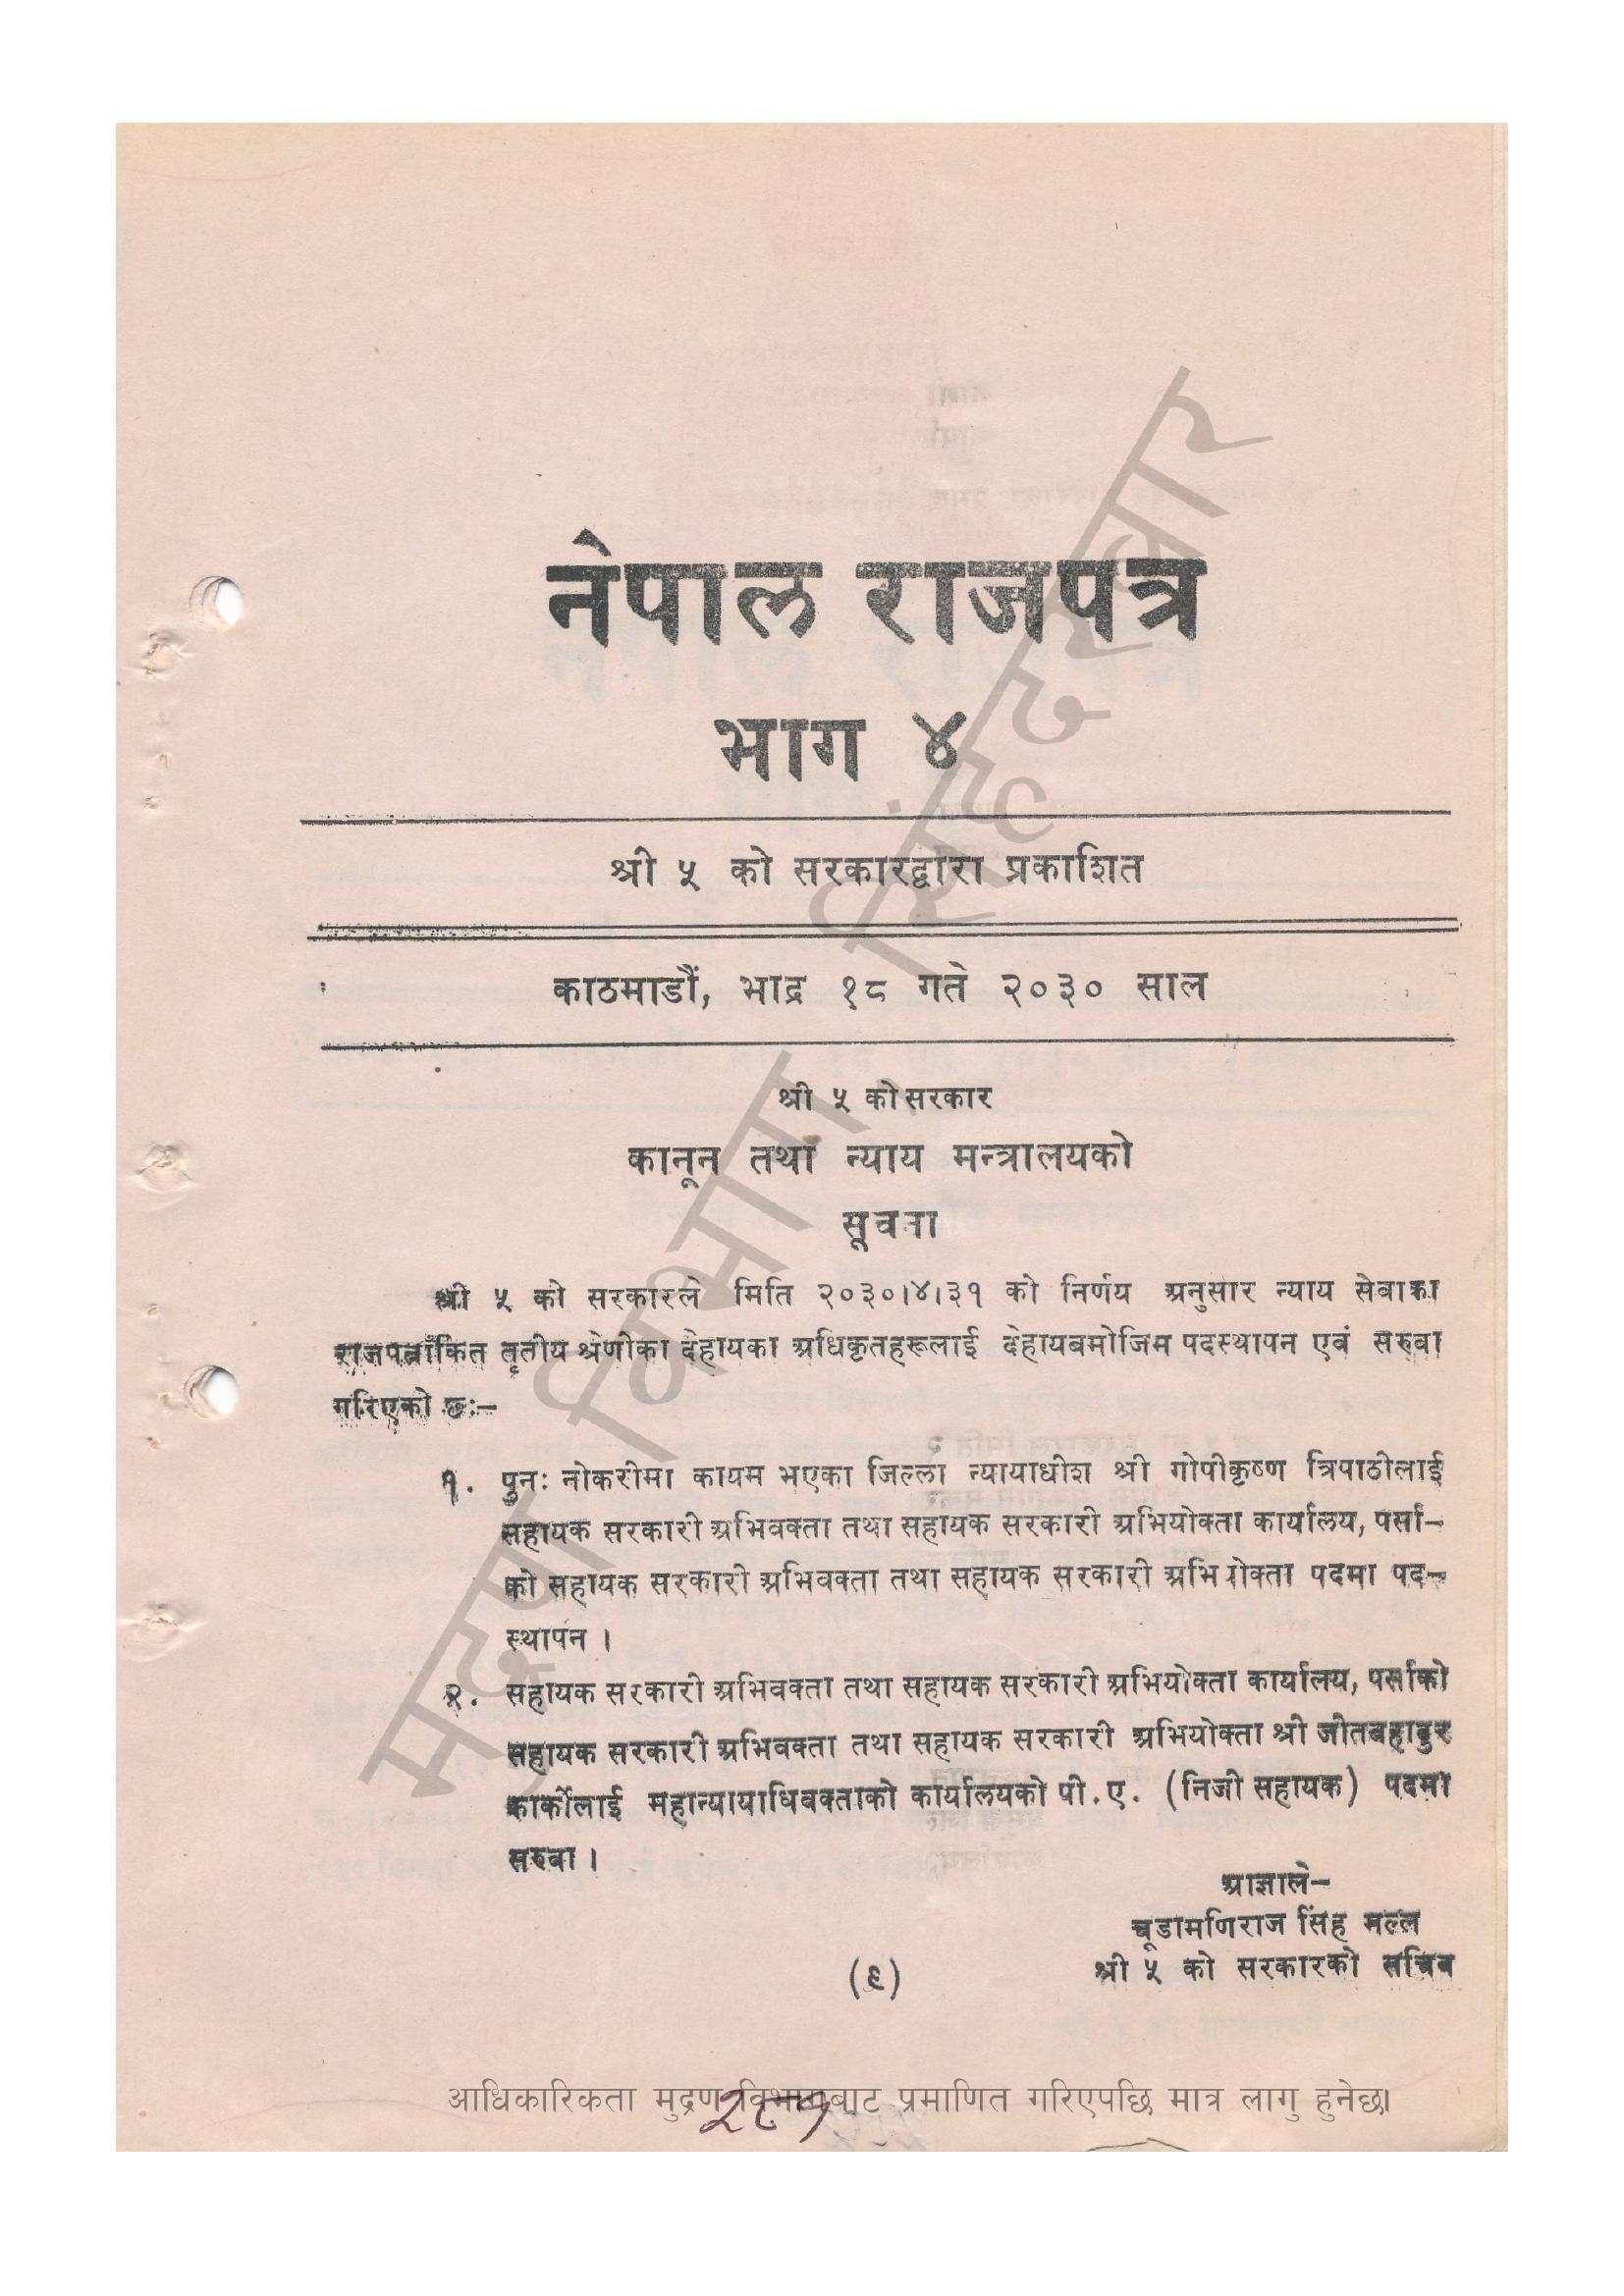 नेपाल राजपत्र
भाग ४
श्री ५ को सरकारद्वारा प्रकाशित
काठमाडौं, भाद्र १८ गते २०३० साल
श्री ५ को सरकार
कानून तथा न्याय मन्त्रालयको
सूचना
श्री ५ को सरकारले मिति २०३०।४।३१ को निर्णय अनुसार न्याय सेवाका
राजपत्रांकित तृतीय श्रेणीका देहायका अधिकृतहरूलाई देहायबमोजिम पदस्थापन एवं सरुवा
गरिएको छः–
१. पुनः नोकरीमा कायम भएका जिल्ला न्यायाधीश श्री गोपीकृष्ण त्रिपाठीलाई
सहायक सरकारी अभिवक्ता तथा सहायक सरकारी अभियोक्ता कार्यालय, पर्सा–
को सहायक सरकारी अभिवक्ता तथा सहायक सरकारी अभियोक्ता पदमा पद–
स्थापन ।
२. सहायक सरकारी अभिवक्ता तथा सहायक सरकारी अभियोक्ता कार्यालय, पर्साको
सहायक सरकारी अभिवक्ता तथा सहायक सरकारी अभियोक्ता श्री जीतबहादुर
कार्कीलाई महान्यायाधिवक्ताको कार्यालयको पी.ए. (निजी सहायक) पदमा
सरुवा ।
आज्ञाले–
चूडामणिराज सिंह मल्ल
श्री ५ को सरकारको सचिव
(९)
मुद्रण विभाग, सिंहदरबार
आधिकारिकता मुद्रण विभागबाट प्रमाणित गरिएपछि मात्र लागु हुनेछ।
२८१